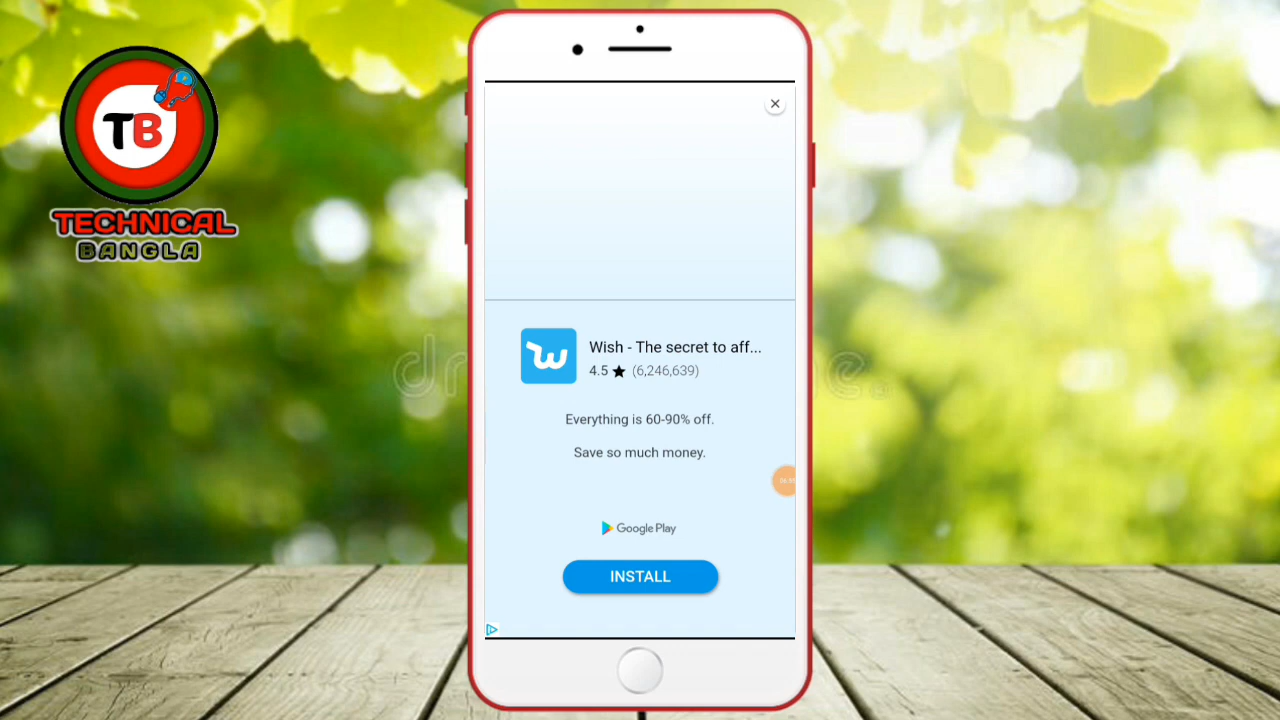 TB
TECHNICAL
BANGLA
Wish - The secret to aff...
4.5 ★ (6,246,639)
Everything is 60-90% off.
Save so much money.
Google Play
INSTALL